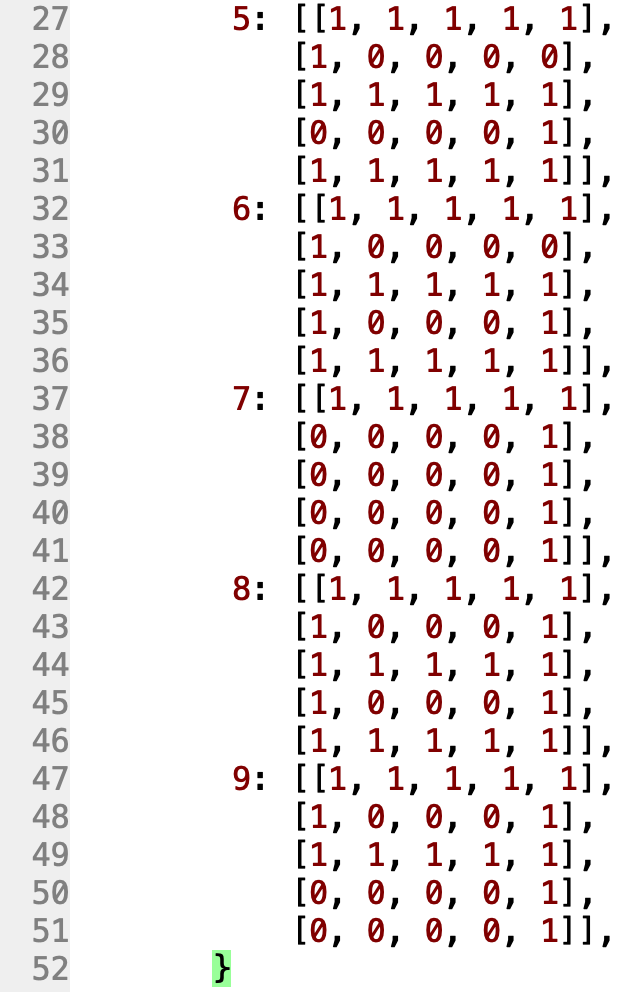 27 5: [[1, 1, 1, 1, 1],
28 [1, 0, 0, 0, 0],
29 [1, 1, 1, 1, 1],
30 [0, 0, 0, 0, 1],
31 [1, 1, 1, 1, 1]],
32 6: [[1, 1, 1, 1, 1],
33 [1, 0, 0, 0, 0],
34 [1, 1, 1, 1, 1],
35 [1, 0, 0, 0, 1],
36 [1, 1, 1, 1, 1]],
37 7: [[1, 1, 1, 1, 1],
38 [0, 0, 0, 0, 1],
39 [0, 0, 0, 0, 1],
40 [0, 0, 0, 0, 1],
41 [0, 0, 0, 0, 1]],
42 8: [[1, 1, 1, 1, 1],
43 [1, 0, 0, 0, 1],
44 [1, 1, 1, 1, 1],
45 [1, 0, 0, 0, 1],
46 [1, 1, 1, 1, 1]],
47 9: [[1, 1, 1, 1, 1],
48 [1, 0, 0, 0, 1],
49 [1, 1, 1, 1, 1],
50 [0, 0, 0, 0, 1],
51 [0, 0, 0, 0, 1]],
52 }